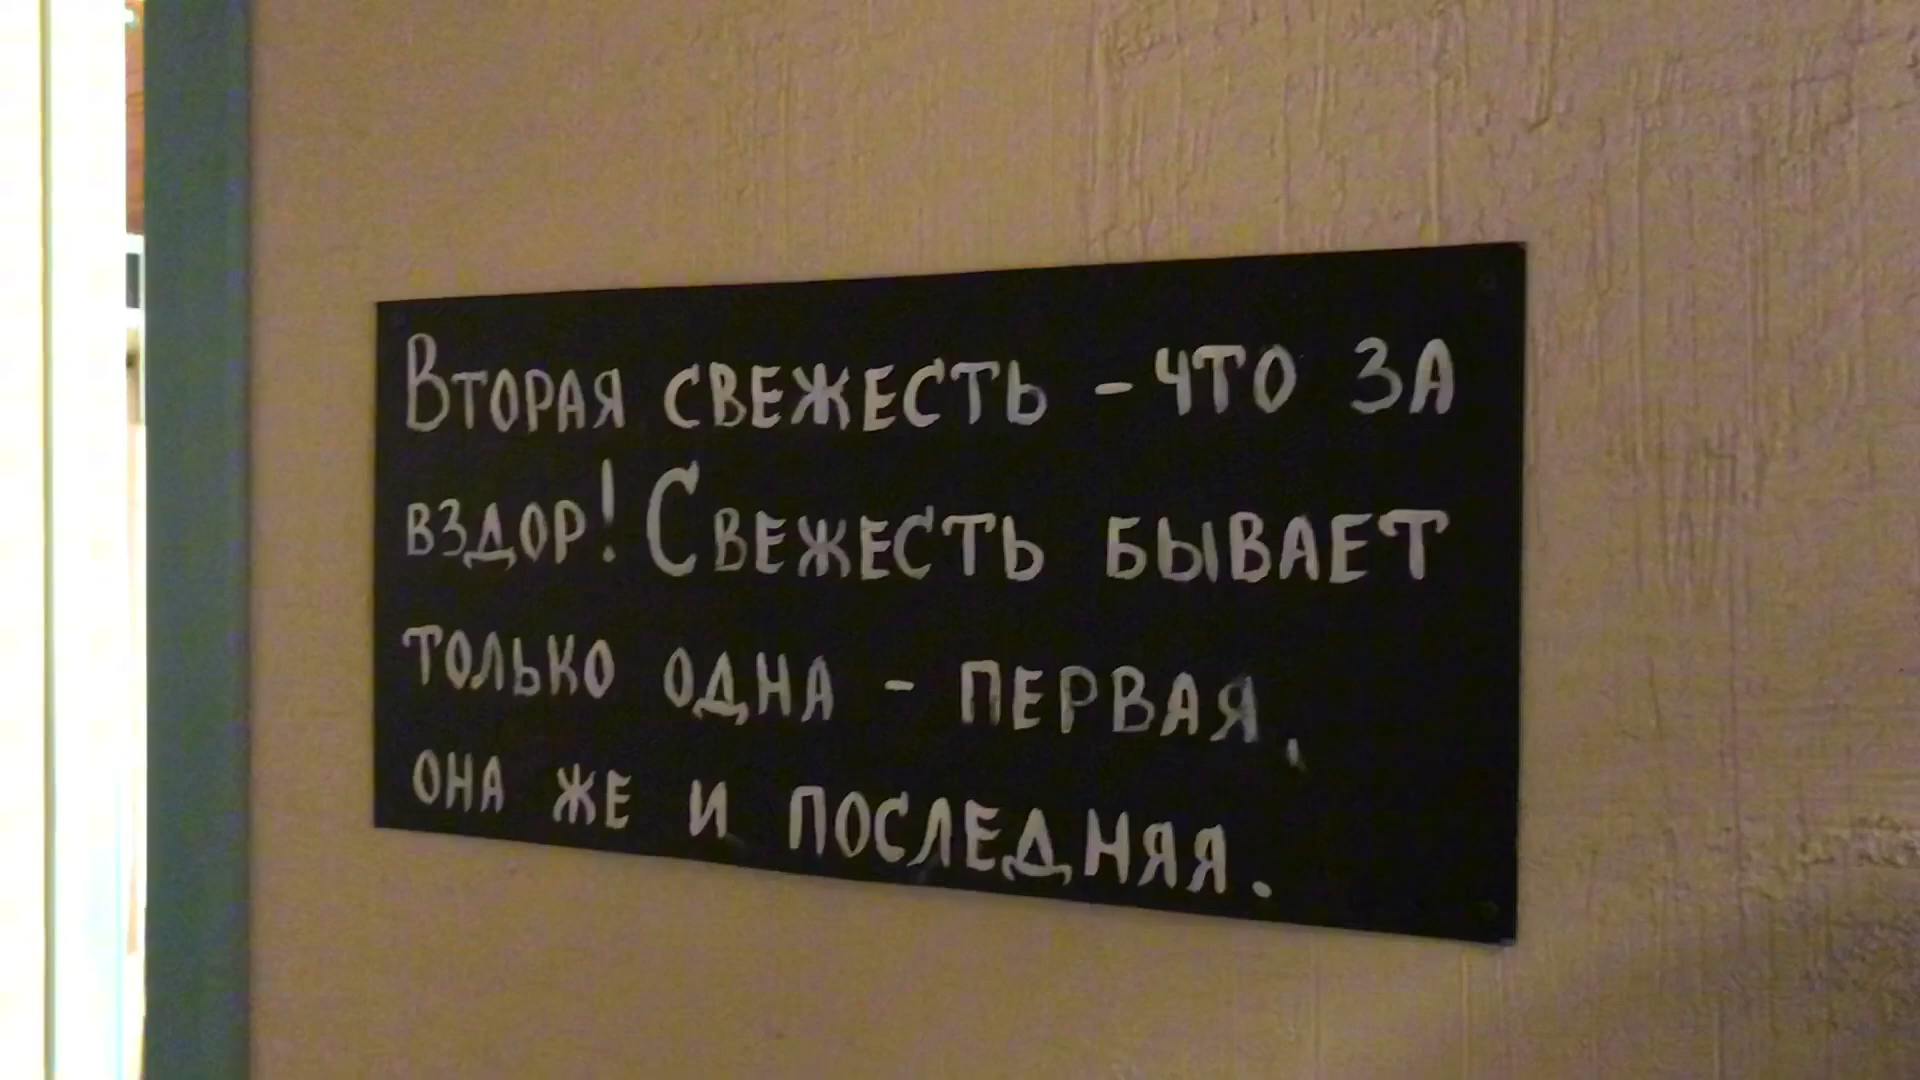 Вторая свежесть - что за
вздор! Свежесть бывает
только одна - первая,
она же и последняя.